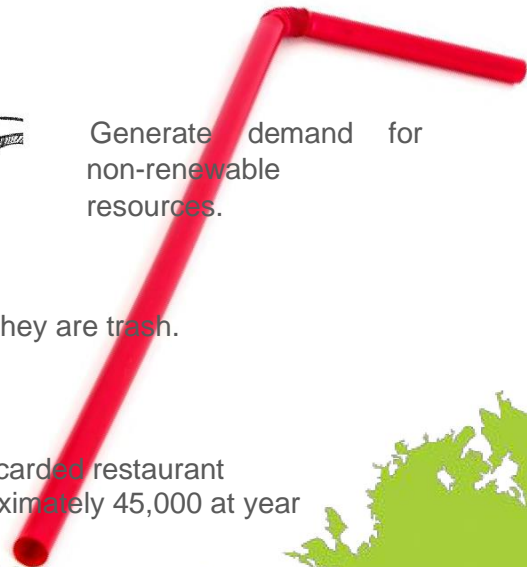 Generate demand for
non-renewable
resources.
hey are trash.
carded restaurant
ximately 45,000 at year